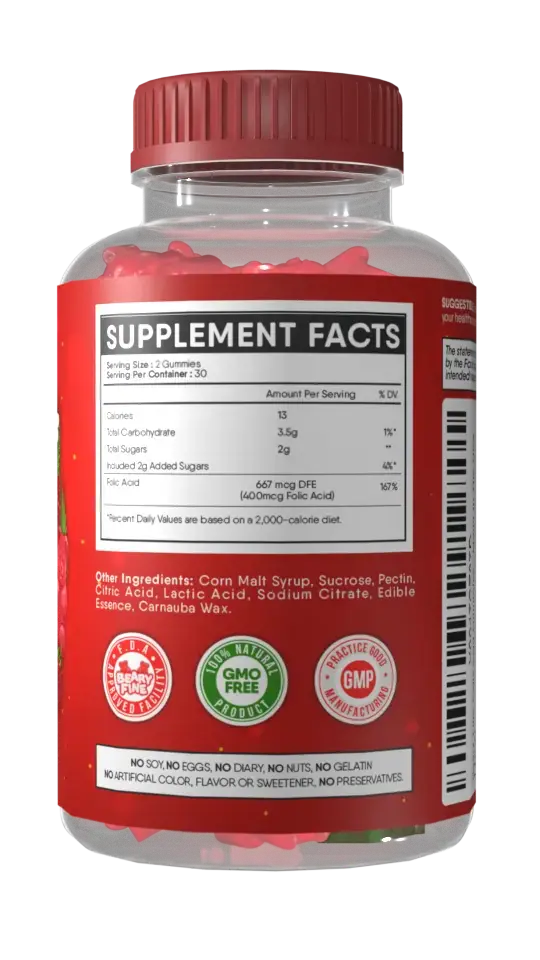 SUPPLEMENT FACTS
Serving Size : 2 Gummies
Serving Per Container : 30
Amount Per Serving % DV
Calories 13
Total Carbohydrate 3.5g 1%*
Total Sugars 2g **
Included 2g Added Sugars 4%*
Folic Acid 667 mcg DFE 167%
(400mcg Folic Acid)
*Percent Daily Values are based on a 2,000-calorie diet.
Other Ingredients: Corn Malt Syrup, Sucrose, Pectin,
Citric Acid, Lactic Acid, Sodium Citrate, Edible
Essence, Carnauba Wax.
F.D.A
BEARY
FINE
APPROVED FACILITY
100% NATURAL
GMO
FREE
PRODUCT
PRACTICE GOOD
GMP
MANUFACTURING
NO SOY, NO EGGS, NO DIARY, NO NUTS, NO GELATIN
NO ARTIFICIAL COLOR, FLAVOR OR SWEETENER, NO PRESERVATIVES.
your health
by the
intended